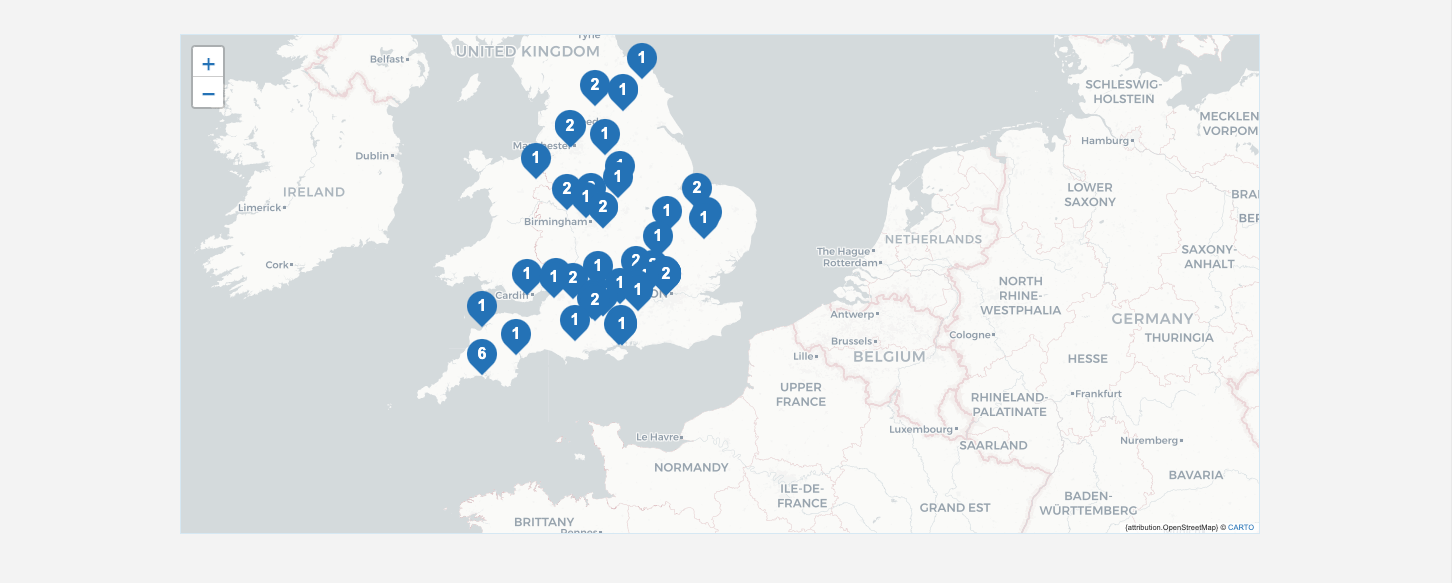 Tyne
UNITED KINGDOM
1
+
Belfast
2
1
SCHLESWIG-
HOLSTEIN
−
MECKLEN
VORPOM
2
1
Manchester
Hamburg
Dublin
1
1
1
IRELAND
2
1
2
2
LOWER
SAXONY
BRA
Limerick
1
1
BER
Birmingham
1
NETHERLANDS
The Hague
Rotterdam
SAXONY-
ANHALT
Cork
1
1
2
1
2
1
2
1
NORTH
RHINE-
WESTPHALIA
Cardiff
2
1
1
Antwerp
GERMANY
1
1
1
Brussels
Cologne
THURINGIA
6
Lille
BELGIUM
HESSE
UPPER
FRANCE
RHINELAND-
PALATINATE
Frankfurt
Le Havre
Luxembourg
SAARLAND
Nuremberg
NORMANDY
BAVARIA
ILE-DE-
FRANCE
GRAND EST
BADEN-
WÜRTTEMBERG
BRITTANY
Rennes
{attribution.OpenStreetMap} © CARTO